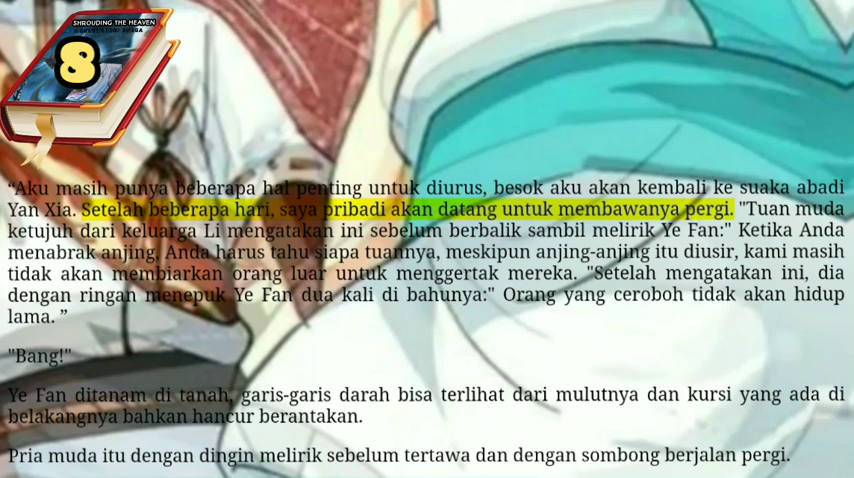 SHROUDING THE HEAVEN
8
“Aku masih punya beberapa hal penting untuk diurus, besok aku akan kembali ke suaka abadi
Yan Xia. Setelah beberapa hari, saya pribadi akan datang untuk membawanya pergi. "Tuan muda
ketujuh dari keluarga Li mengatakan ini sebelum berbalik sambil melirik Ye Fan:" Ketika Anda
menabrak anjing, Anda harus tahu siapa tuannya, meskipun anjing-anjing itu diusir, kami masih
tidak akan membiarkan orang luar untuk menggertak mereka. "Setelah mengatakan ini, dia
dengan ringan menepuk Ye Fan dua kali di bahunya:" Orang yang ceroboh tidak akan hidup
lama. ”
"Bang!"
Ye Fan ditanam di tanah, garis-garis darah bisa terlihat dari mulutnya dan kursi yang ada di
belakangnya bahkan hancur berantakan.
Pria muda itu dengan dingin melirik sebelum tertawa dan dengan sombong berjalan pergi.